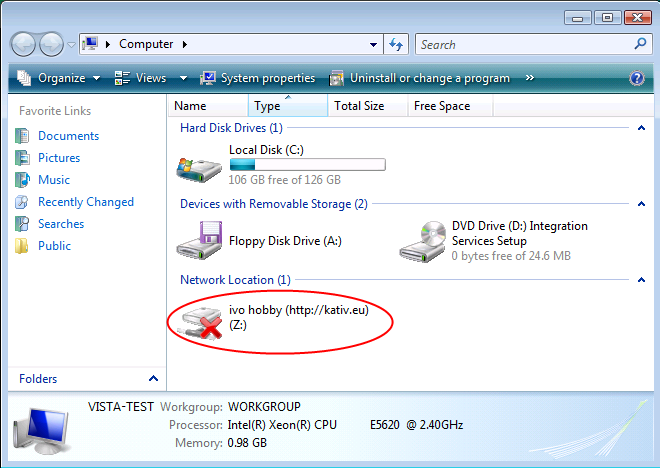 Computer
Search
Organize Views System properties Uninstall or change a program »
Favorite Links
Documents
Pictures
Music
Recently Changed
Searches
Public
Folders
Name Type Total Size Free Space
Hard Disk Drives (1)
Local Disk (C:)
106 GB free of 126 GB
Devices with Removable Storage (2)
Floppy Disk Drive (A:)
DVD Drive (D:) Integration
Services Setup
0 bytes free of 24.6 MB
Network Location (1)
ivo hobby (http://kativ.eu)
(Z:)
VISTA-TEST Workgroup: WORKGROUP
Processor: Intel(R) Xeon(R) CPU E5620 @ 2.40GHz
Memory: 0.98 GB